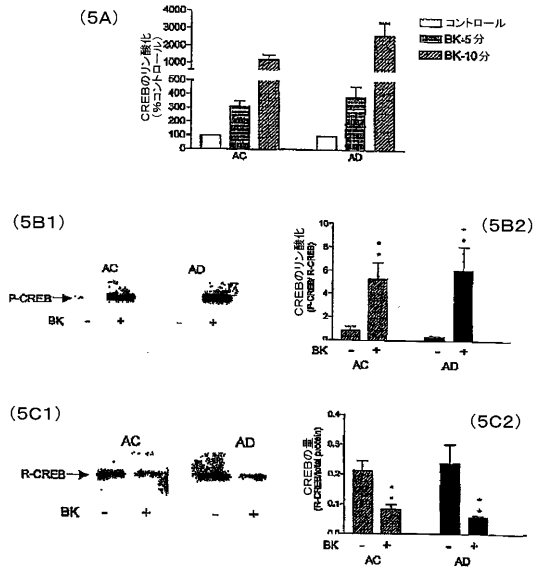 (5A)
CREBのリン酸化
(%コントロール)
4000
3000
2000
1000
500
400
300
200
100
0
AC
AD
コントロール
BK-5分
BK-10分
(5B1)
AC
AD
P-CREB
BK
-
+
-
+
(5B2)
CREBのリン酸化
(P-CREB/ R-CREB)
10
8
6
4
2
0
BK
-
+
-
+
AC
AD
(5C1)
AC
AD
R-CREB
BK
-
+
-
+
(5C2)
CREBの量
(R-CREB/total protein)
0.4
0.3
0.2
0.1
0.0
BK
-
+
-
+
AC
AD